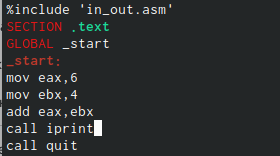 %include 'in_out.asm'
SECTION .text
GLOBAL _start
_start:
mov eax,6
mov ebx,4
add eax,ebx
call iprint
call quit